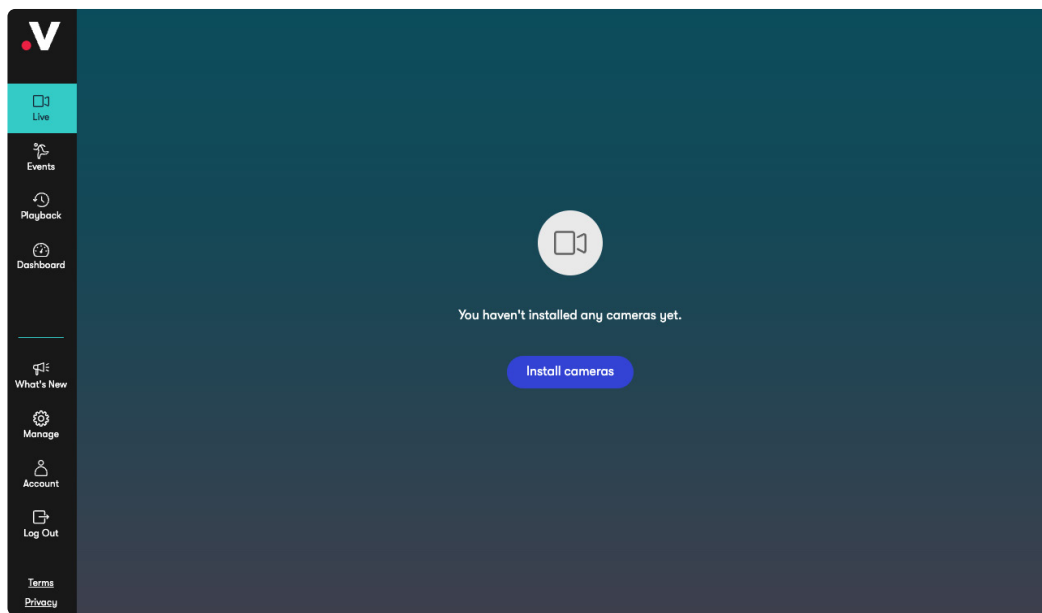 .V
Live
Events
Playback
Dashboard
You haven't installed any cameras yet.
Install cameras
What's New
Manage
Account
Log Out
Terms
Privacy